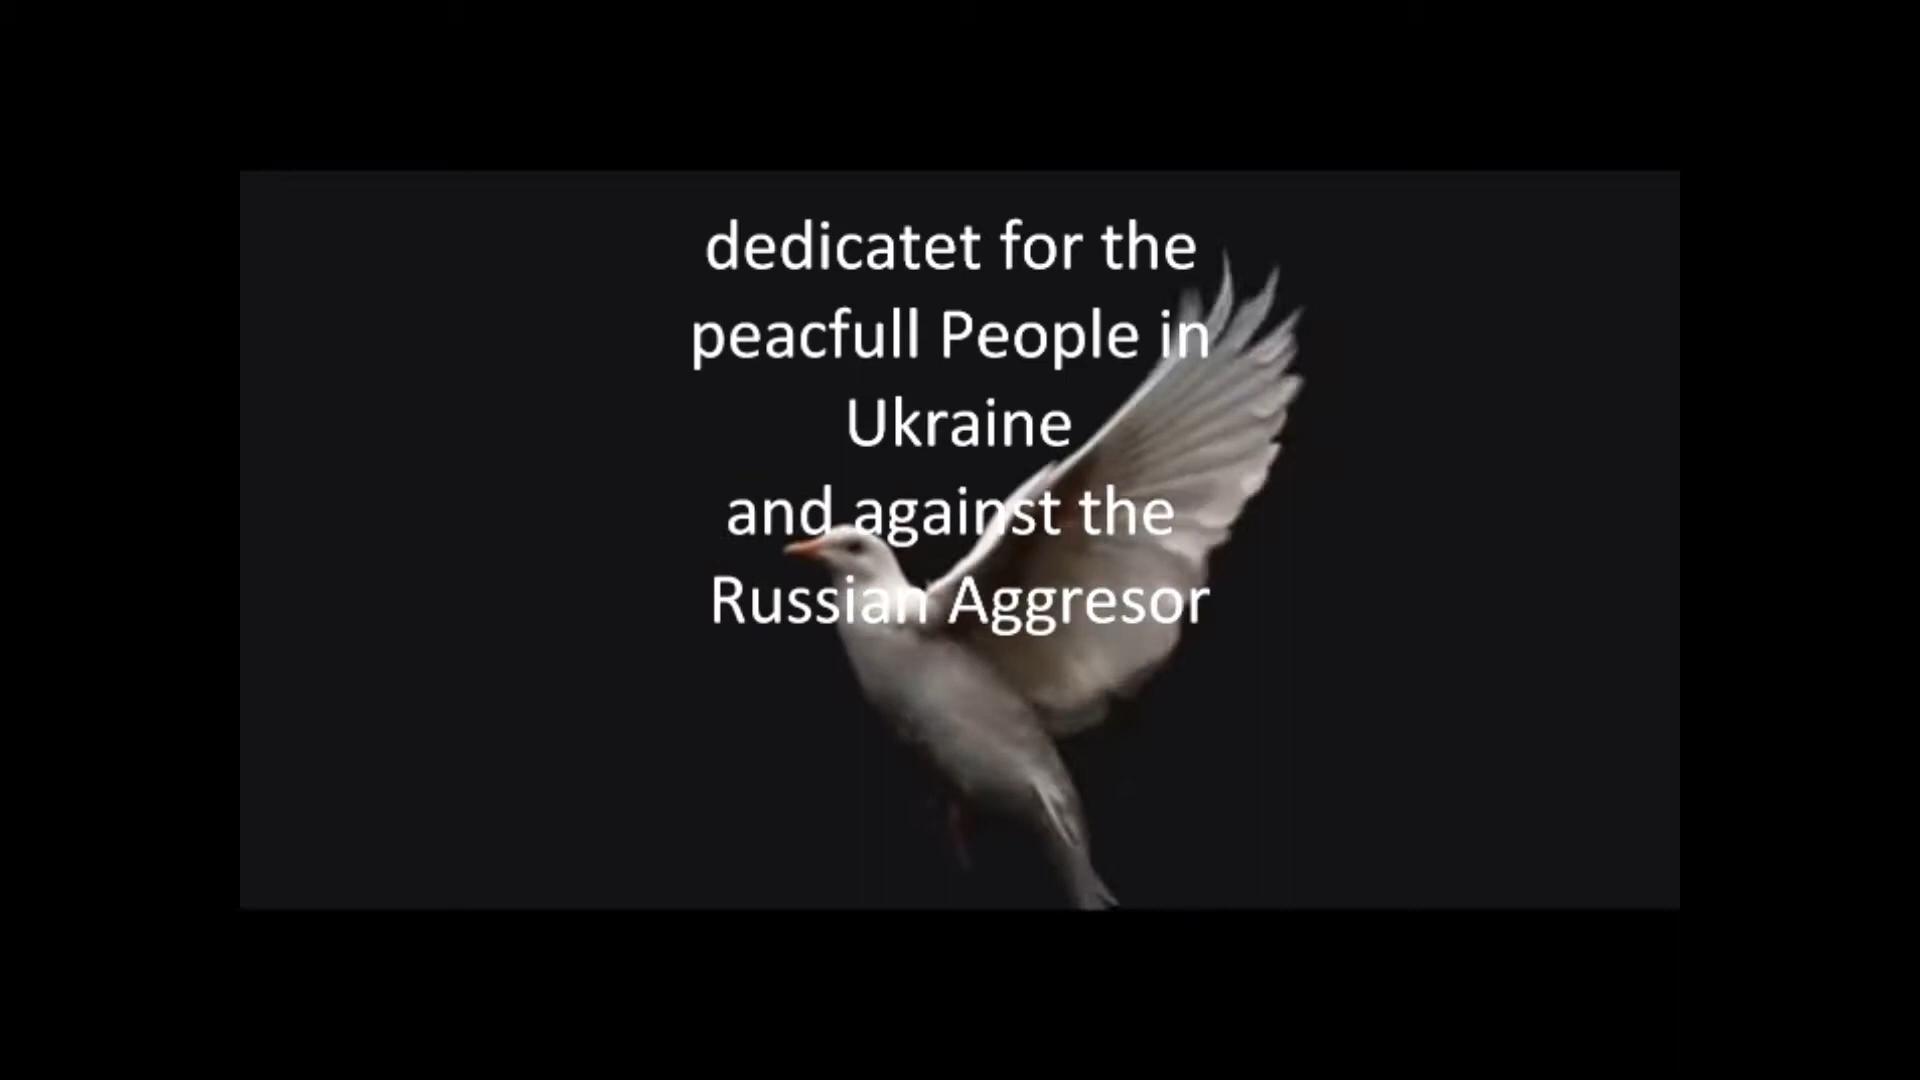 dedicatet for the
peacfull People in
Ukraine
and against the
Russian Aggresor